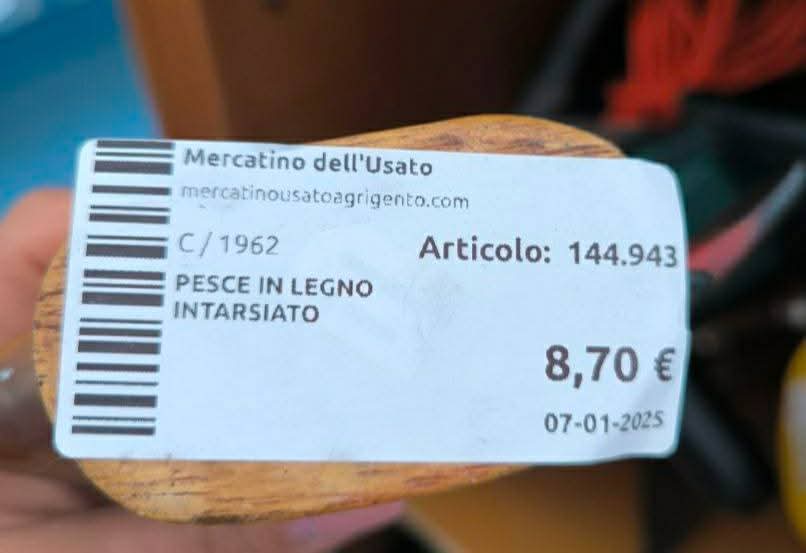 Mercatino dell'Usato
mercatinousatoagrigento.com
C / 1962 Articolo: 144.943
PESCE IN LEGNO
INTARSIATO
8,70 €
07-01-2025